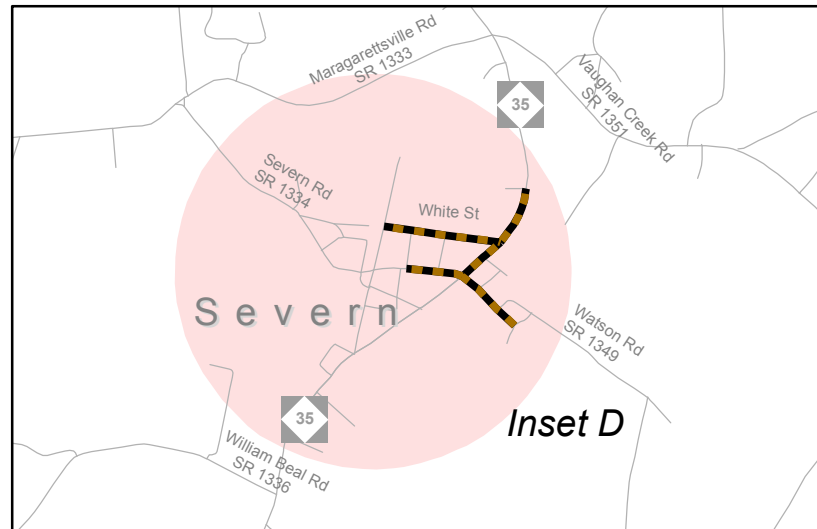 Maragarettsville Rd
SR 1333
35
Vaughan Creek Rd
SR 1351
Severn Rd
SR 1334
White St
Severn
Watson Rd
SR 1349
35
Inset D
William Beal Rd
SR 1336